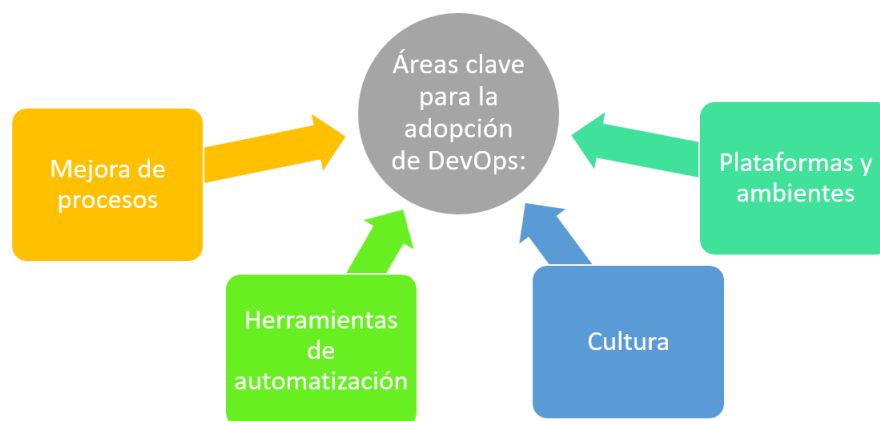 Áreas clave
para la
adopción
de DevOps:
Mejora de
procesos
Plataformas y
ambientes
Herramientas
de
automatización
Cultura